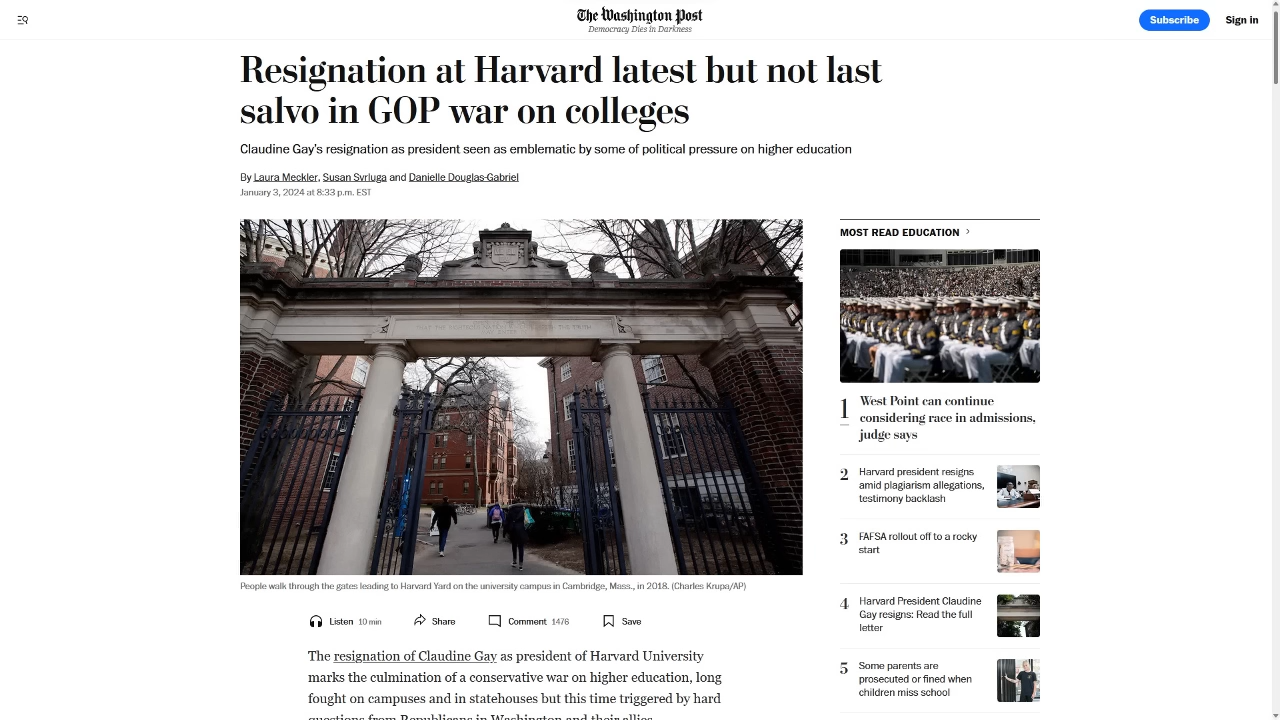 The Washington Post
Democracy Dies in Darkness
Subscribe
Sign in
Resignation at Harvard latest but not last
salvo in GOP war on colleges
Claudine Gay's resignation as president seen as emblematic by some of political pressure on higher education
By Laura Meckler, Susan Svrluga and Danielle Douglas-Gabriel
January 3, 2024 at 8:33 p.m. EST
People walk through the gates leading to Harvard Yard on the university campus in Cambridge, Mass., in 2018. (Charles Krupa/AP)
Listen 10 min
Share
Comment 1476
Save
The resignation of Claudine Gay as president of Harvard University
marks the culmination of a conservative war on higher education, long
fought on campuses and in statehouses but this time triggered by hard
questions from Republicans in Washington and their allies.
MOST READ EDUCATION
1
West Point can continue
considering race in admissions,
judge says
2
Harvard president resigns
amid plagiarism allegations,
testimony backlash
3
FAFSA rollout off to a rocky
start
4
Harvard President Claudine
Gay resigns: Read the full
letter
5
Some parents are
prosecuted or fined when
children miss school